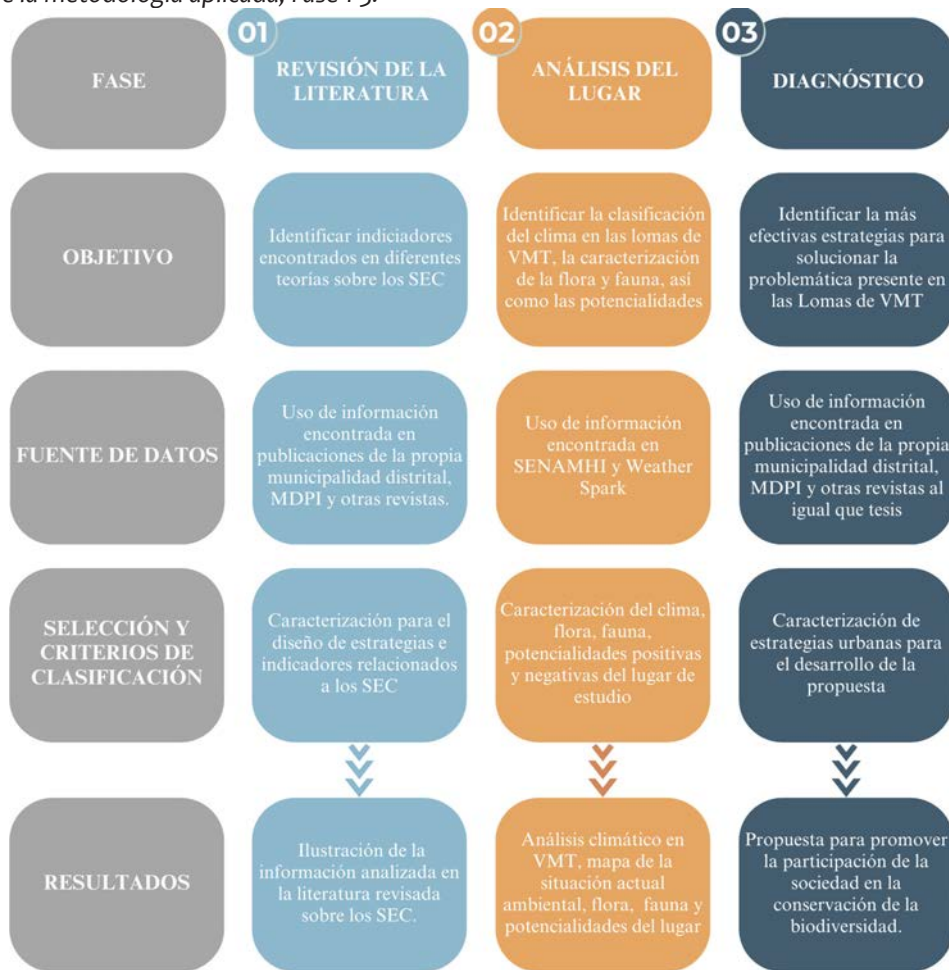 de la metodología aplicada, Fase 1-3.
01
02
03
FASE
REVISIÓN DE LA
LITERATURA
ANÁLISIS DEL
LUGAR
DIAGNÓSTICO
OBJETIVO
Identificar indiciadores
encontrados en diferentes
teorías sobre los SEC
Identificar la clasificación
del clima en las lomas de
VMT, la caracterización
de la flora y fauna, así
como las potencialidades
Identificar la más
efectivas estrategias para
solucionar la
problemática presente en
las Lomas de VMT
FUENTE DE DATOS
Uso de información
encontrada en
publicaciones de la propia
municipalidad distrital,
MDPI y otras revistas.
Uso de información
encontrada en
SENAMHI y Weather
Spark
Uso de información
encontrada en
publicaciones de la propia
municipalidad distrital,
MDPI y otras revistas al
igual que tesis
SELECCIÓN Y
CRITERIOS DE
CLASIFICACIÓN
Caracterización para el
diseño de estrategias e
indicadores relacionados
a los SEC
Caracterización del clima,
flora, fauna,
potencialidades positivas
y negativas del lugar de
estudio
Caracterización de
estrategias urbanas para
el desarrollo de la
propuesta
RESULTADOS
Ilustración de la
información analizada en
la literatura revisada
sobre los SEC.
Análisis climático en
VMT, mapa de la
situación actual
ambiental, flora, fauna y
potencialidades del lugar
Propuesta para promover
la participación de la
sociedad en la
conservación de la
biodiversidad.